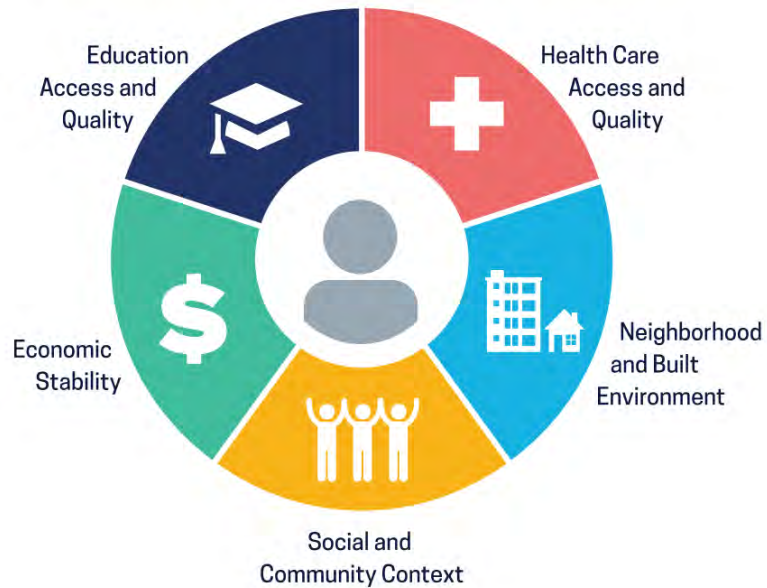 Education
Access and
Quality
Health Care
Access and
Quality
Economic
Stability
Neighborhood
and Built
Environment
Social and
Community Context